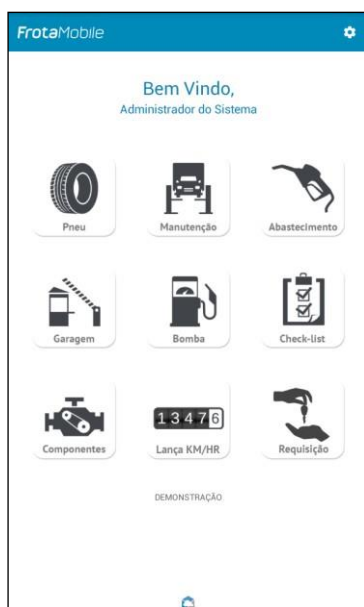 FrotaMobile
Bem Vindo,
Administrador do Sistema
Pneu
Manutenção
Abastecimento
Garagem
Bomba
Check-list
Componentes
13476
Lança KM/HR
Requisição
DEMONSTRAÇÃO